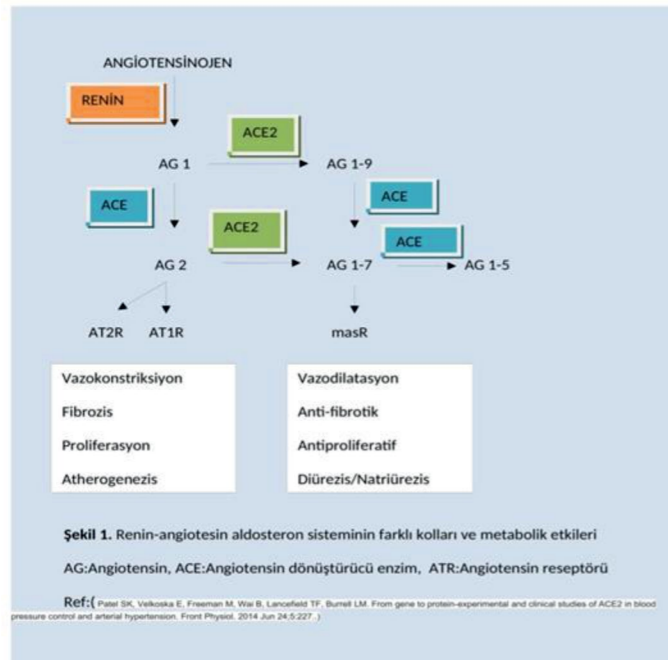 ANGİOTENSİNOJEN
RENİN
ACE2
AG 1
AG 1-9
ACE
ACE
ACE2
ACE
AG 2
AG 1-7
AG 1-5
AT2R
AT1R
masR
Vazokonstriksiyon
Fibrozis
Proliferasyon
Atherogenezis
Vazodilatasyon
Anti-fibrotik
Antiproliferatif
Diürezis/Natriürezis
Şekil 1. Renin-angiotesin aldosteron sisteminin farklı kolları ve metabolik etkileri
AG:Angiotensin, ACE:Angiotensin dönüştürücü enzim, ATR:Angiotensin reseptörü
Ref:( Patel SK, Velkoska E, Freeman M, Wai B, Lancefield TF, Burrell LM. From gene to protein-experimental and clinical studies of ACE2 in blood
pressure control and arterial hypertension. Front Physiol. 2014 Jun 24;5:227 .)